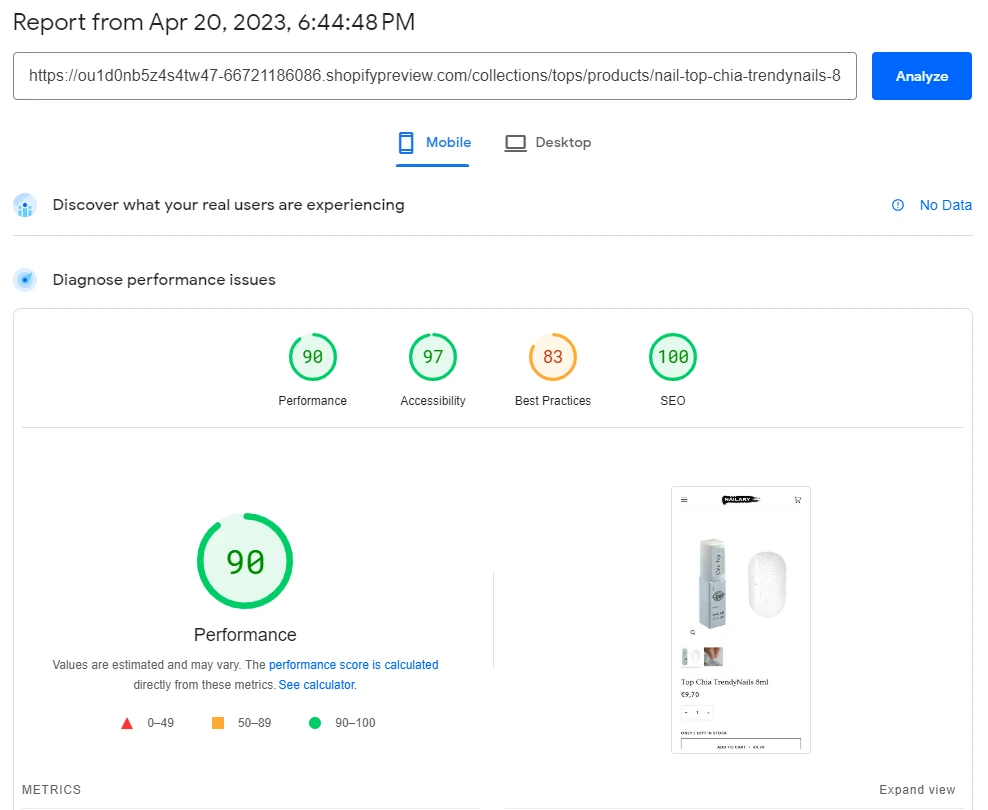 Report from Apr 20, 2023, 6:44:48 PM
https://ou1d0nb5z4s4tw47-66721186086.shopifypreview.com/collections/tops/products/nail-top-chia-trendynails-8
Analyze
Mobile
Desktop
Discover what your real users are experiencing
No Data
Diagnose performance issues
90
97
83
100
Performance
Accessibility
Best Practices
SEO
90
Performance
Values are estimated and may vary. The performance score is calculated
directly from these metrics. See calculator.
0–49
50–89
90–100
NAILARY
Chia Top
Top Chia TrendyNails 8ml
€9,70
- 1 +
ONLY 1 LEFT IN STOCK
ADD TO CART • €9,70
METRICS
Expand view